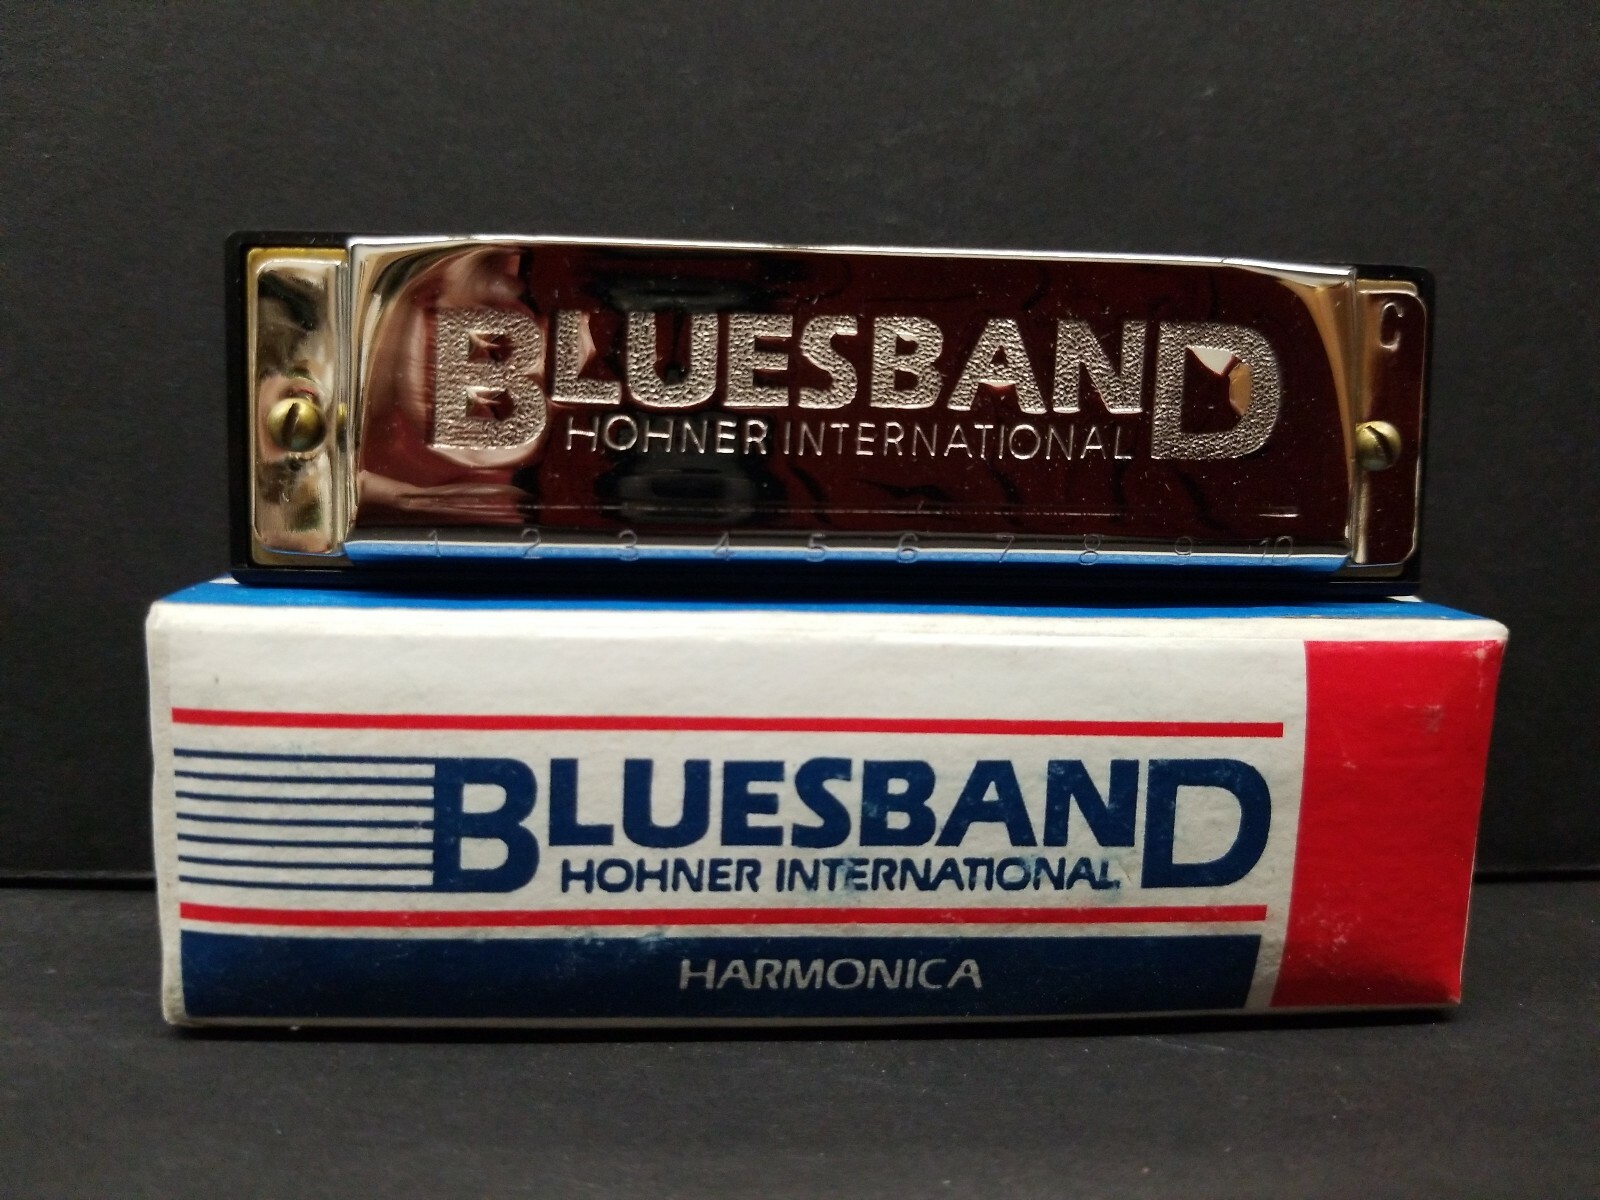 C
BLUESBAND
HOHNER INTERNATIONAL
1 2 3 4 5 6 7 8 9 10
BLUESBAND
HOHNER INTERNATIONAL
HARMONICA